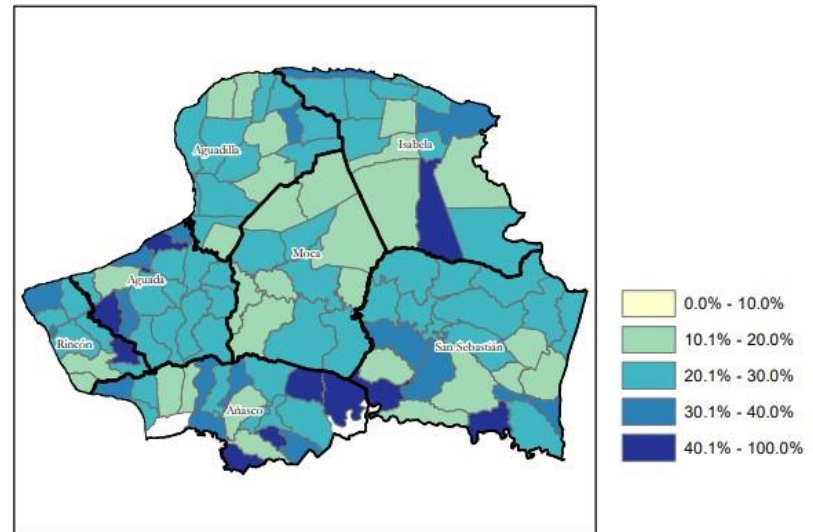 Aguadilla
Isabela
Moca
Aguada
Rincón
San Sebastián
Añasco
0.0% - 10.0%
10.1% - 20.0%
20.1% - 30.0%
30.1% - 40.0%
40.1% - 100.0%